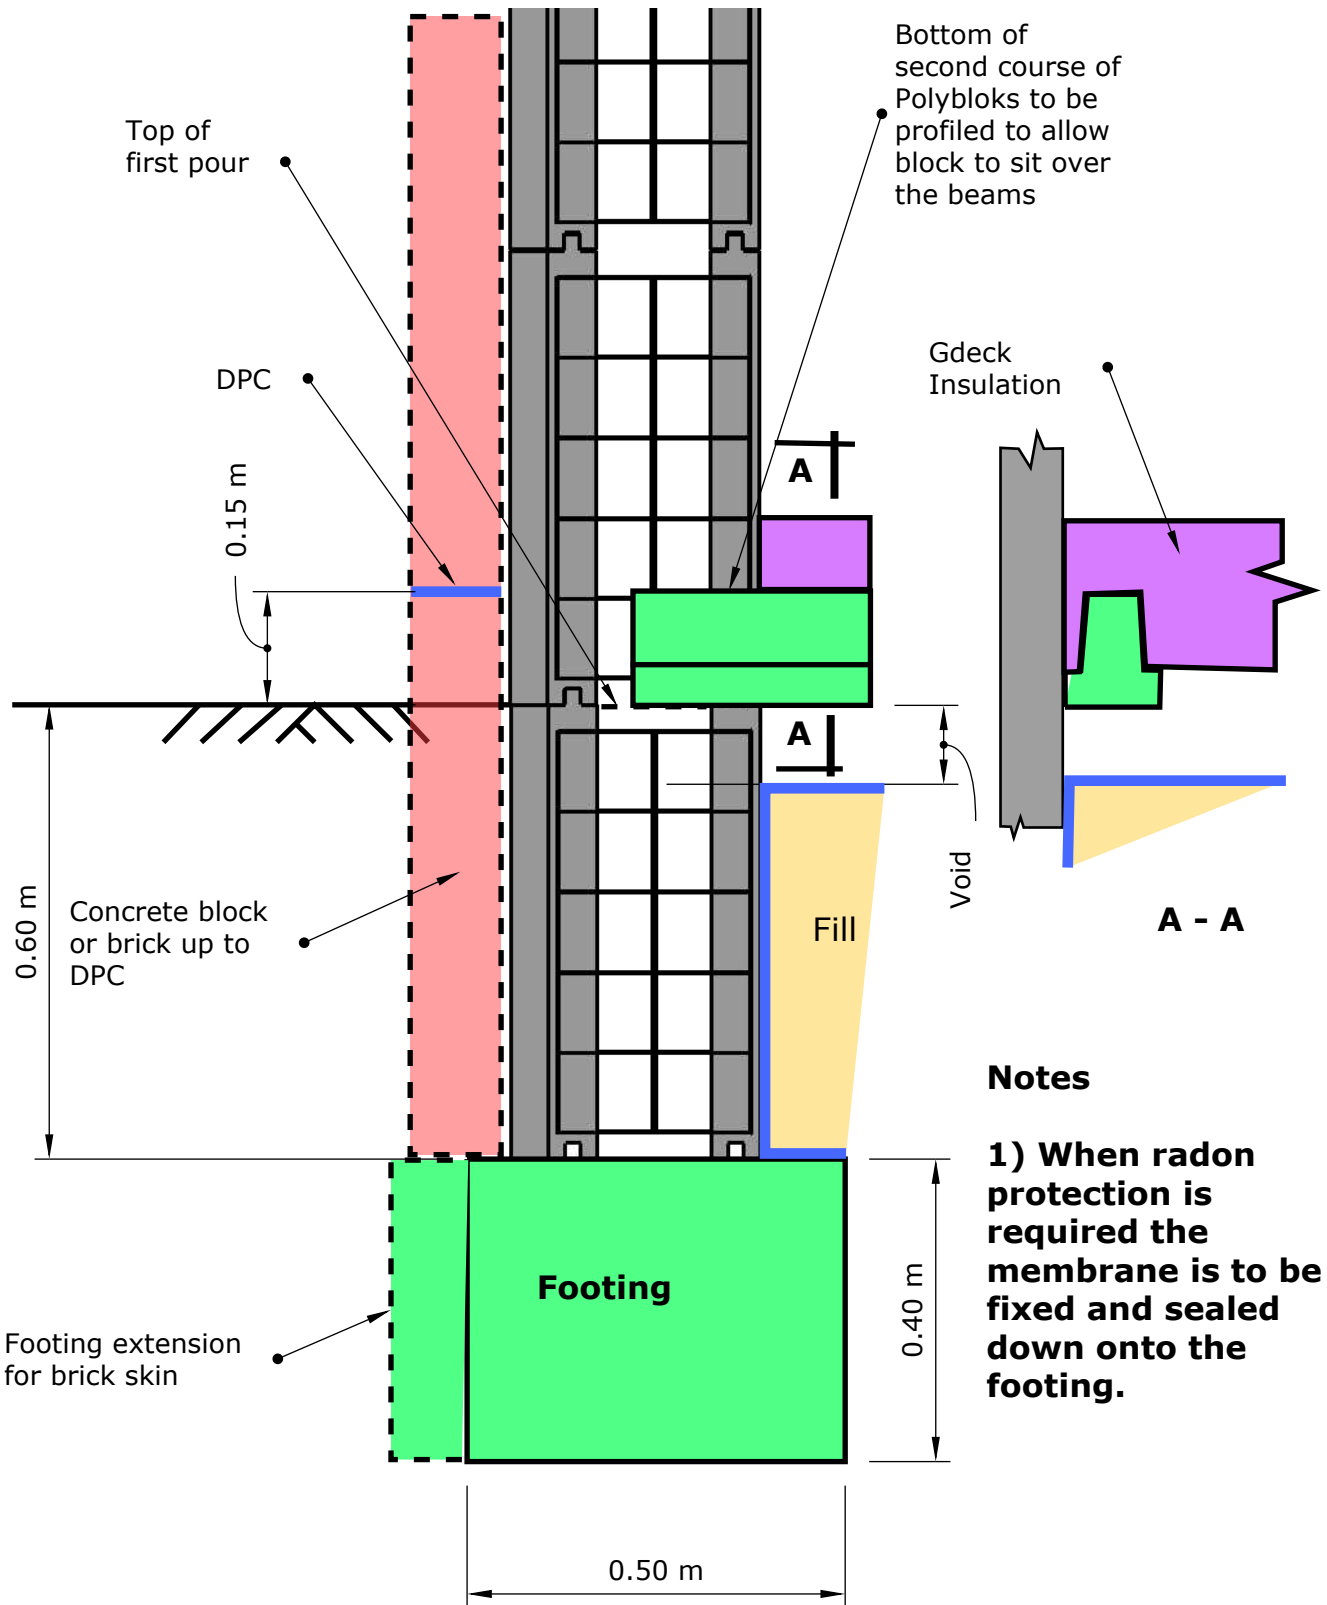 Bottom of
second course of
Polybloks to be
profiled to allow
block to sit over
the beams
Top of
first pour
Gdeck
Insulation
DPC
A
0.15 m
A
Void
0.60 m
Concrete block
or brick up to
DPC
Fill
A - A
Notes
1) When radon
protection is
required the
membrane is to be
fixed and sealed
down onto the
footing.
Footing
0.40 m
Footing extension
for brick skin
0.50 m